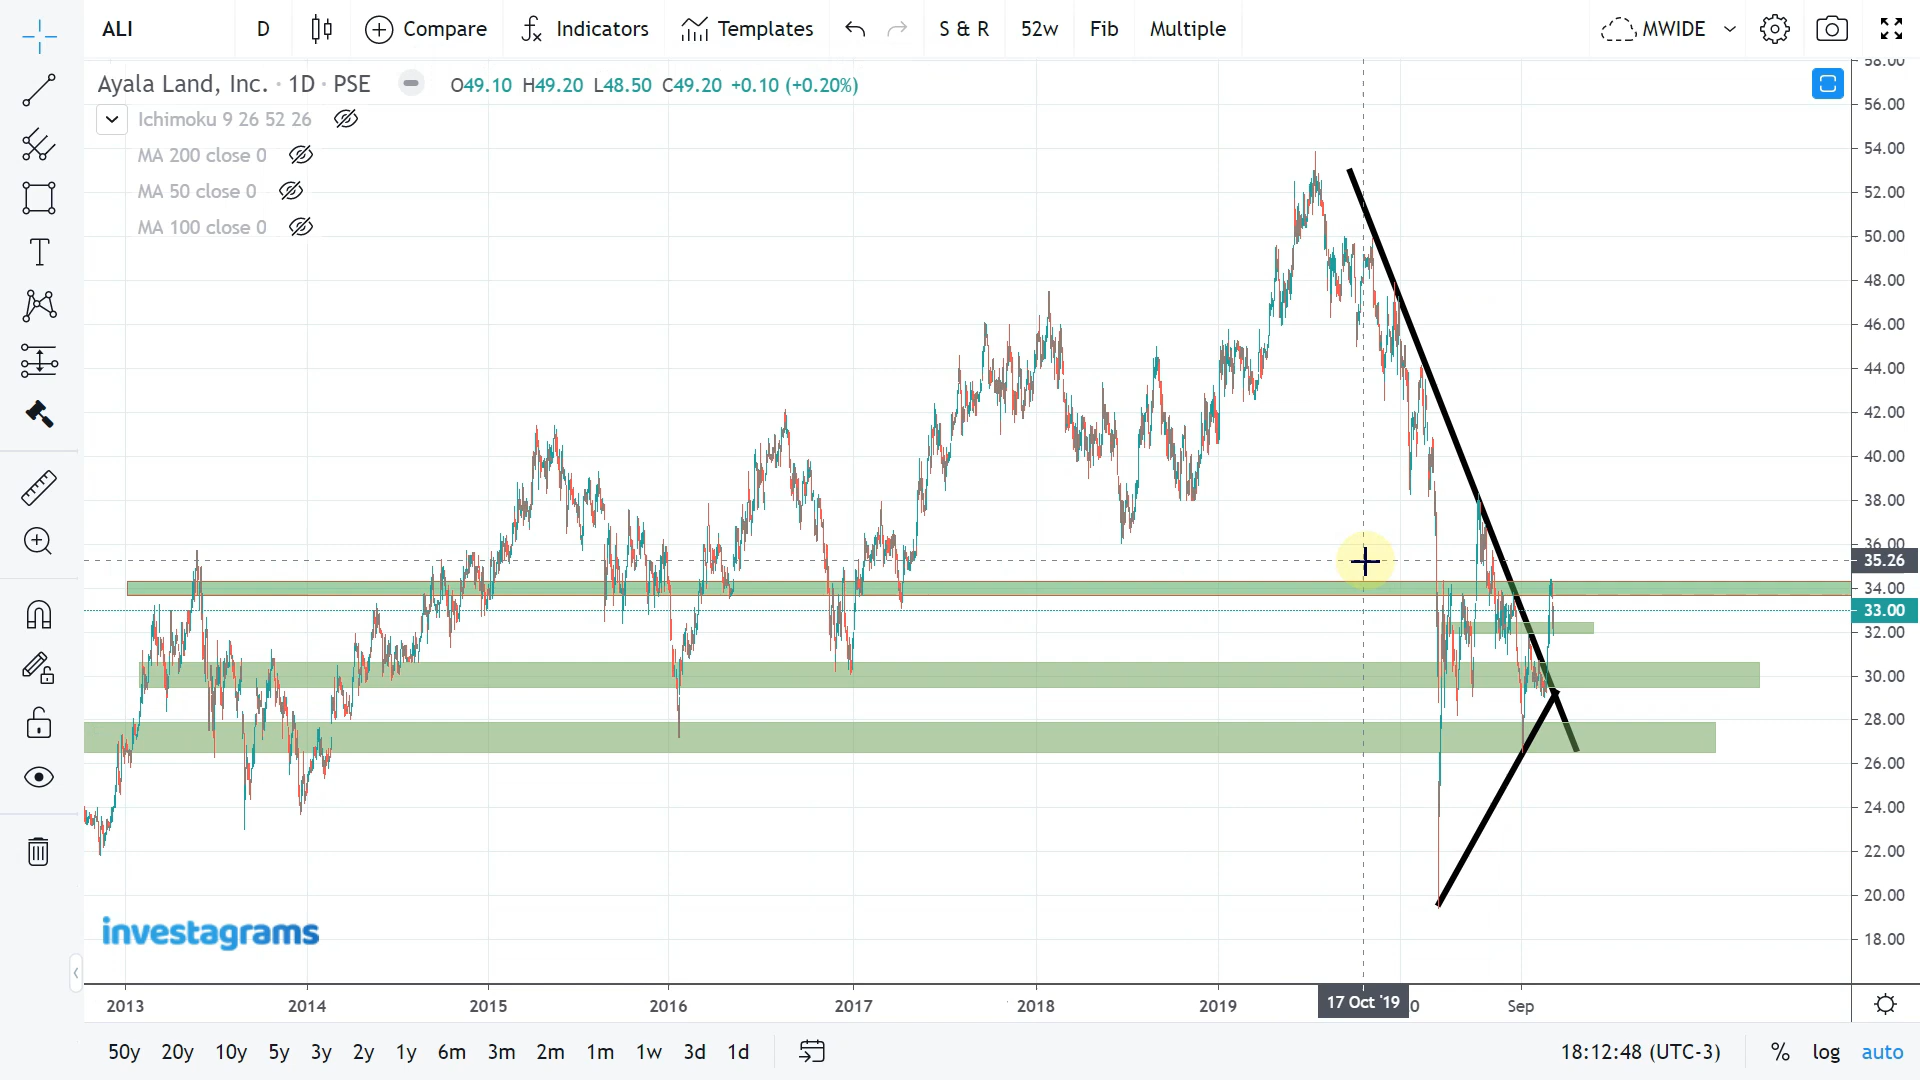 ALI D Compare Indicators Templates S & R 52w Fib Multiple MWIDE
Ayala Land, Inc. · 1D · PSE O49.10 H49.20 L48.50 C49.20 +0.10 (+0.20%)
Ichimoku 9 26 52 26
MA 200 close 0
MA 50 close 0
MA 100 close 0
58.00
56.00
54.00
52.00
50.00
48.00
46.00
44.00
42.00
40.00
38.00
36.00
35.26
34.00
33.00
32.00
30.00
28.00
26.00
24.00
22.00
20.00
18.00
investagrams
2013 2014 2015 2016 2017 2018 2019 17 Oct '19 0 Sep
50y 20y 10y 5y 3y 2y 1y 6m 3m 2m 1m 1w 3d 1d 18:12:48 (UTC-3) % log auto